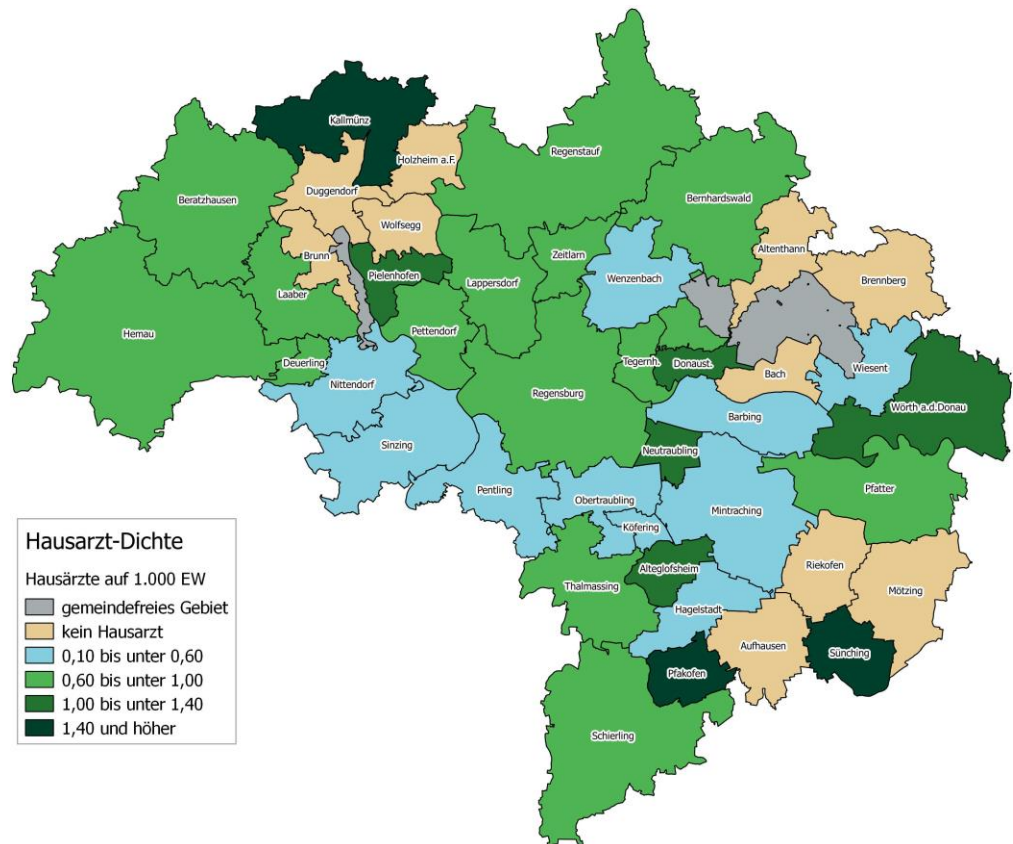 Kallmünz
Holzheim a.F.
Regenstauf
Duggendorf
Beratzhausen
Bernhardswald
Wolfsegg
Altenthann
Brunn
Zeitlarn
Pielenhofen
Lappersdorf
Wenzenbach
Brennberg
Laaber
Hemau
Pettendorf
Deuerling
Tegernh.
Donaust.
Bach
Wiesent
Nittendorf
Regensburg
Wörth a.d.Donau
Barbing
Sinzing
Neutraubling
Pentling
Pfatter
Obertraubling
Mintraching
Köfering
Alteglofsheim
Riekofen
Thalmassing
Mötzing
Hagelstadt
Aufhausen
Sünching
Pfakofen
Schierling
Hausarzt-Dichte
Hausärzte auf 1.000 EW
gemeindefreies Gebiet
kein Hausarzt
0,10 bis unter 0,60
0,60 bis unter 1,00
1,00 bis unter 1,40
1,40 und höher